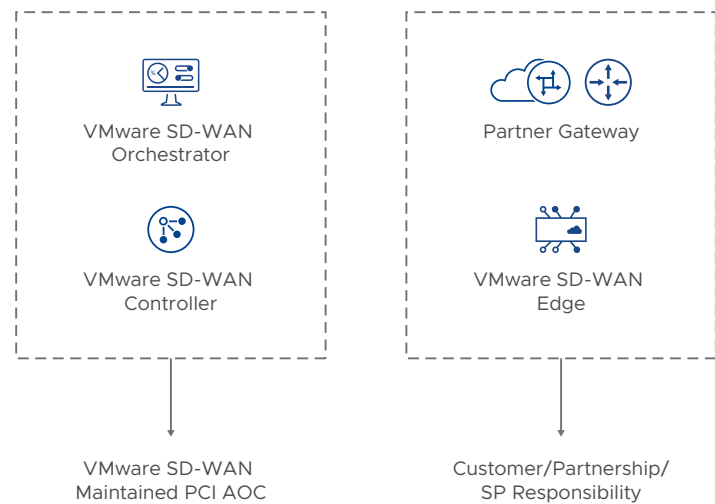 VMware SD-WAN
Orchestrator
VMware SD-WAN
Controller
VMware SD-WAN
Maintained PCI AOC
Partner Gateway
VMware SD-WAN
Edge
Customer/Partnership/
SP Responsibility